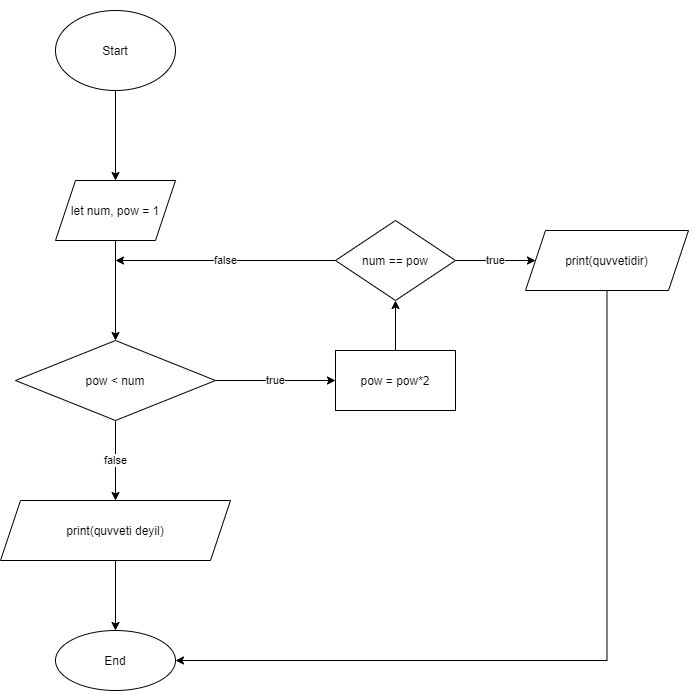 Start
let num, pow = 1
false
num == pow
true
print(quvvetidir)
pow < num
true
pow = pow*2
false
print(quvveti deyil)
End